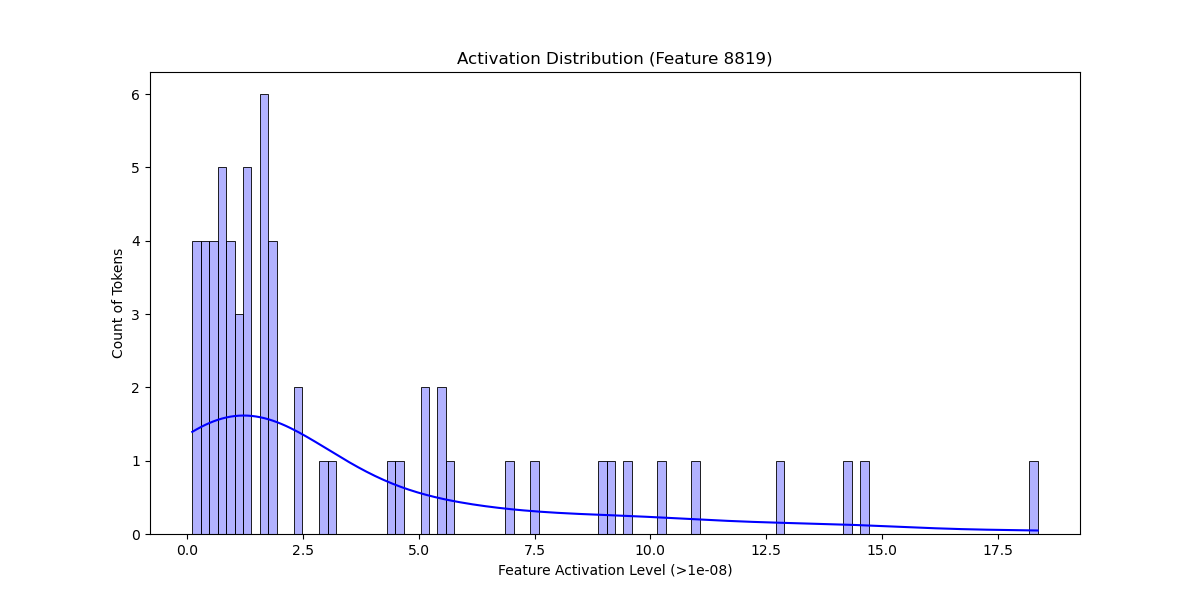 Activation Distribution (Feature 8819)
Count of Tokens
6
5
4
3
2
1
0
0.0 2.5 5.0 7.5 10.0 12.5 15.0 17.5
Feature Activation Level (>1e-08)